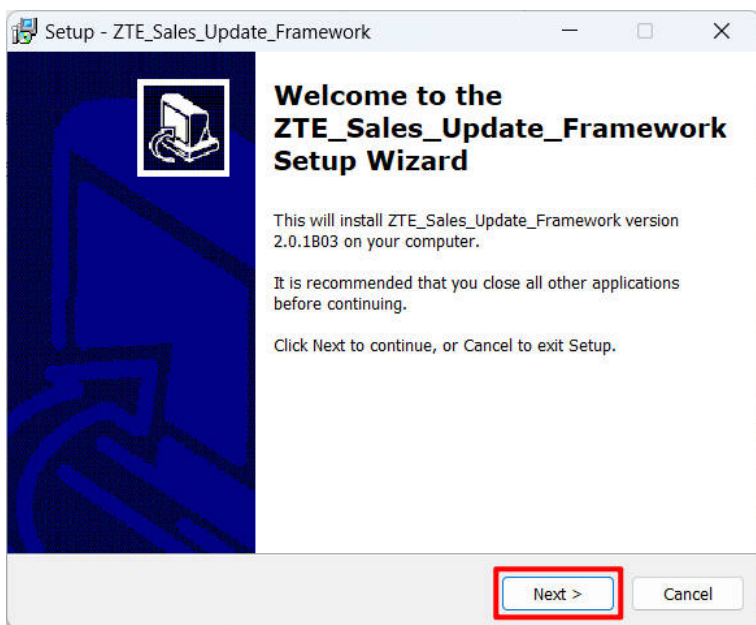 Setup - ZTE_Sales_Update_Framework
Welcome to the
ZTE_Sales_Update_Framework
Setup Wizard
This will install ZTE_Sales_Update_Framework version
2.0.1B03 on your computer.
It is recommended that you close all other applications
before continuing.
Click Next to continue, or Cancel to exit Setup.
Next >
Cancel